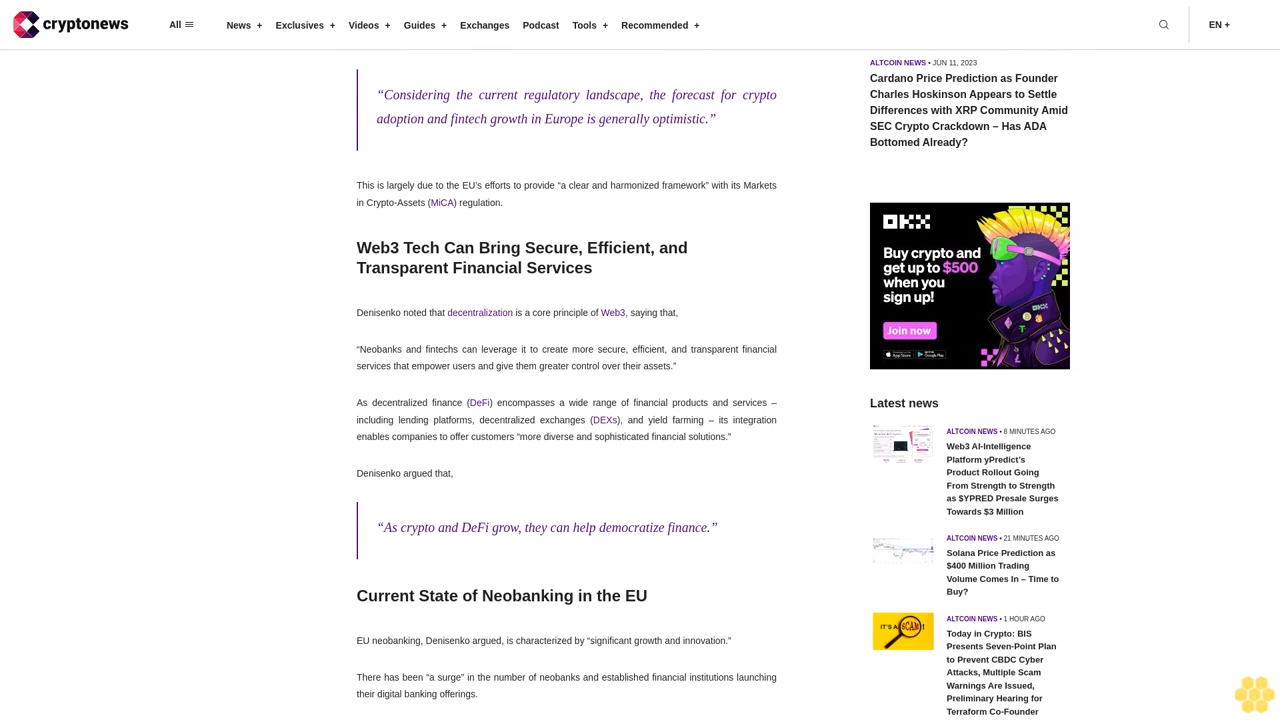 cryptonews
All
News +
Exclusives +
Videos +
Guides +
Exchanges
Podcast
Tools +
Recommended +
EN +
“Considering the current regulatory landscape, the forecast for crypto
adoption and fintech growth in Europe is generally optimistic.”
This is largely due to the EU’s efforts to provide “a clear and harmonized framework” with its Markets
in Crypto-Assets (MiCA) regulation.
Web3 Tech Can Bring Secure, Efficient, and
Transparent Financial Services
Denisenko noted that decentralization is a core principle of Web3, saying that,
“Neobanks and fintechs can leverage it to create more secure, efficient, and transparent financial
services that empower users and give them greater control over their assets.”
As decentralized finance (DeFi) encompasses a wide range of financial products and services –
including lending platforms, decentralized exchanges (DEXs), and yield farming – its integration
enables companies to offer customers “more diverse and sophisticated financial solutions.”
Denisenko argued that,
“As crypto and DeFi grow, they can help democratize finance.”
Current State of Neobanking in the EU
EU neobanking, Denisenko argued, is characterized by “significant growth and innovation.”
There has been “a surge” in the number of neobanks and established financial institutions launching
their digital banking offerings.
ALTCOIN NEWS • JUN 11, 2023
Cardano Price Prediction as Founder
Charles Hoskinson Appears to Settle
Differences with XRP Community Amid
SEC Crypto Crackdown – Has ADA
Bottomed Already?
OKX
Buy crypto and
get up to $500
when you
sign up!
Join now
App Store
Google Play
Latest news
ALTCOIN NEWS • 8 MINUTES AGO
Web3 AI-Intelligence
Platform yPredict’s
Product Rollout Going
From Strength to Strength
as $YPRED Presale Surges
Towards $3 Million
ALTCOIN NEWS • 21 MINUTES AGO
Solana Price Prediction as
$400 Million Trading
Volume Comes In – Time to
Buy?
IT'S A SCAM
ALTCOIN NEWS • 1 HOUR AGO
Today in Crypto: BIS
Presents Seven-Point Plan
to Prevent CBDC Cyber
Attacks, Multiple Scam
Warnings Are Issued,
Preliminary Hearing for
Terraform Co-Founder